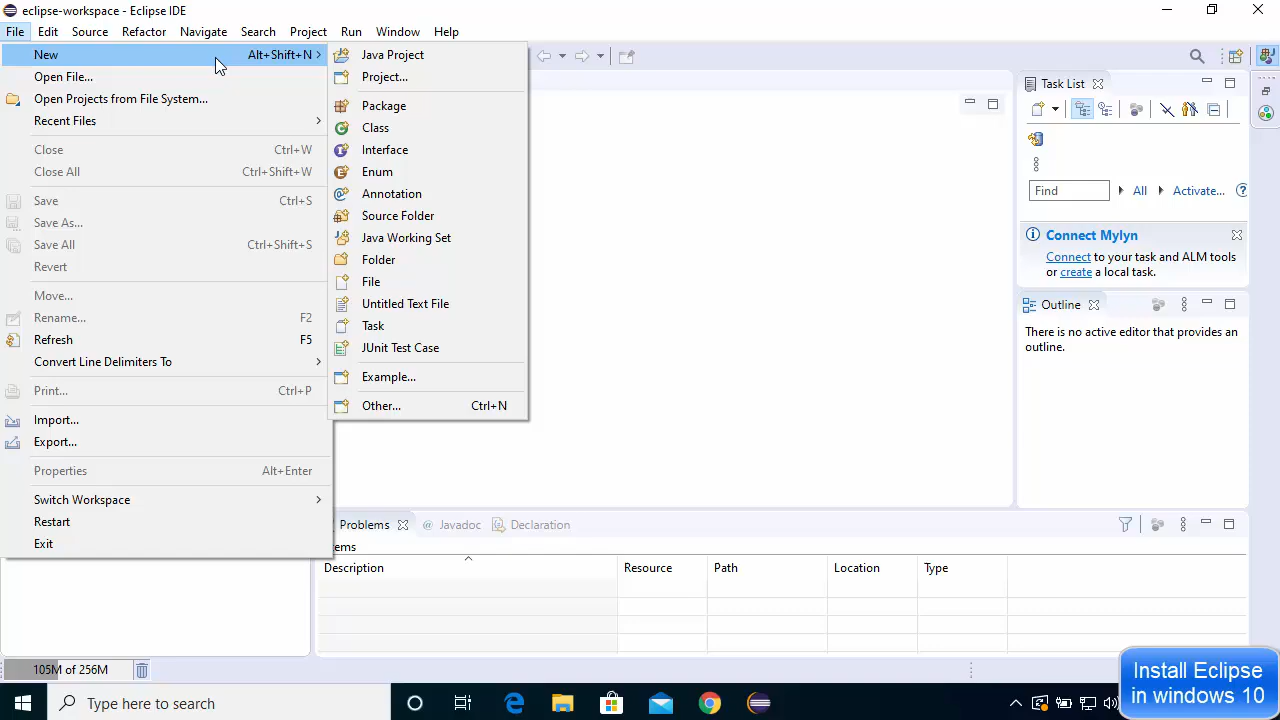 eclipse-workspace - Eclipse IDE
File Edit Source Refactor Navigate Search Project Run Window Help
New Alt+Shift+N
Open File...
Open Projects from File System...
Recent Files
Close Ctrl+W
Close All Ctrl+Shift+W
Save Ctrl+S
Save As...
Save All Ctrl+Shift+S
Revert
Move...
Rename... F2
Refresh F5
Convert Line Delimiters To
Print... Ctrl+P
Import...
Export...
Properties Alt+Enter
Switch Workspace
Restart
Exit
Java Project
Project...
Package
Class
Interface
Enum
Annotation
Source Folder
Java Working Set
Folder
File
Untitled Text File
Task
JUnit Test Case
Example...
Other... Ctrl+N
Task List
Find All Activate...
Connect Mylyn
Connect to your task and ALM tools
or create a local task.
Outline
There is no active editor that provides an
outline.
Problems Javadoc Declaration
ems
Description Resource Path Location Type
105M of 256M
Install Eclipse
in windows 10
Type here to search